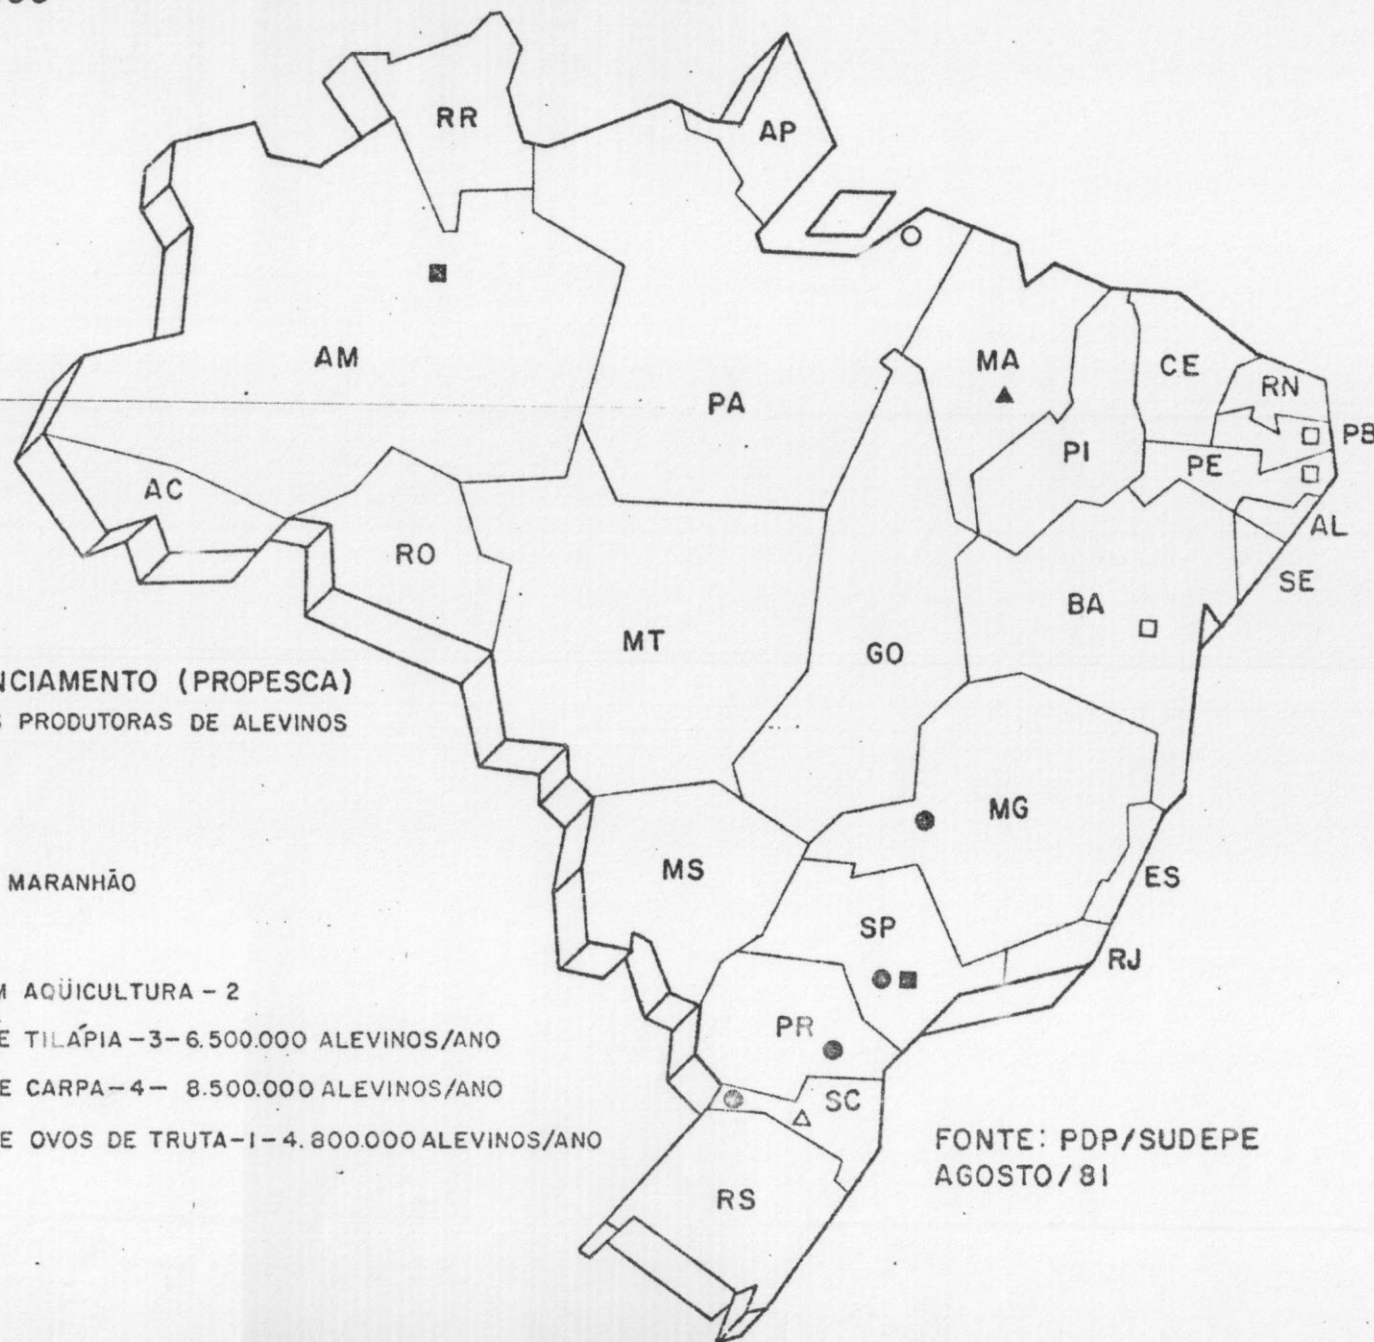 RR
AP
AM
MA
CE
RN
PA
PB
PI
PE
AC
AL
RO
SE
BA
MT
GO
NCIAMENTO (PROPESCA)
S PRODUTORAS DE ALEVINOS
MG
MS
ES
MARANHÃO
SP
RJ
M AQÜICULTURA - 2
PR
E TILÁPIA - 3 - 6.500.000 ALEVINOS/ANO
E CARPA - 4 - 8.500.000 ALEVINOS/ANO
SC
E OVOS DE TRUTA - 1 - 4.800.000 ALEVINOS/ANO
FONTE: PDP/SUDEPE
AGOSTO/81
RS